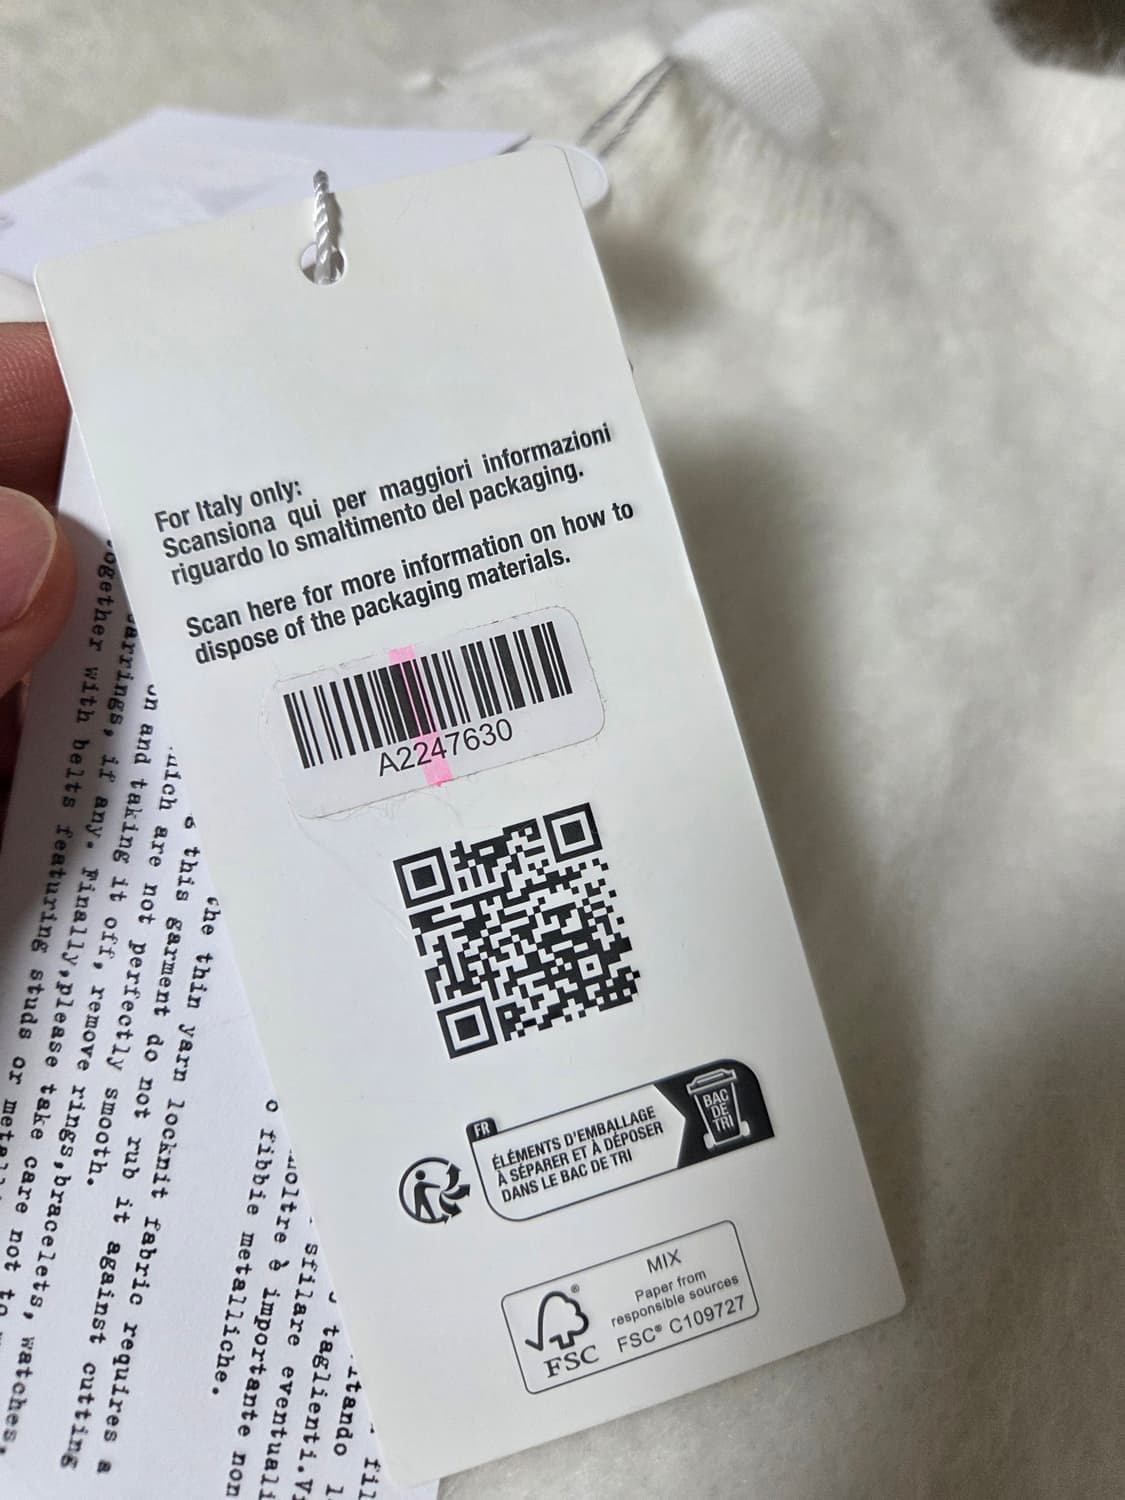 For Italy only:
Scansiona qui per maggiori informazioni
riguardo lo smaltimento del packaging.
Scan here for more information on how to
dispose of the packaging materials.
A2247630
FR
ÉLÉMENTS D'EMBALLAGE
À SÉPARER ET À DÉPOSER
DANS LE BAC DE TRI
BAC
DE
TRI
MIX
Paper from
responsible sources
FSC® C109727
®
FSC
the thin yarn locknit fabric requires a
this garment do not rub it against cutting
which are not perfectly smooth.
on and taking it off, remove rings, bracelets, watches,
earrings, if any. Finally, please take care not to
together with belts featuring studs or
fil
itando
taglienti.
sfilare eventuali
inoltre è importante non
o fibbie metalliche.